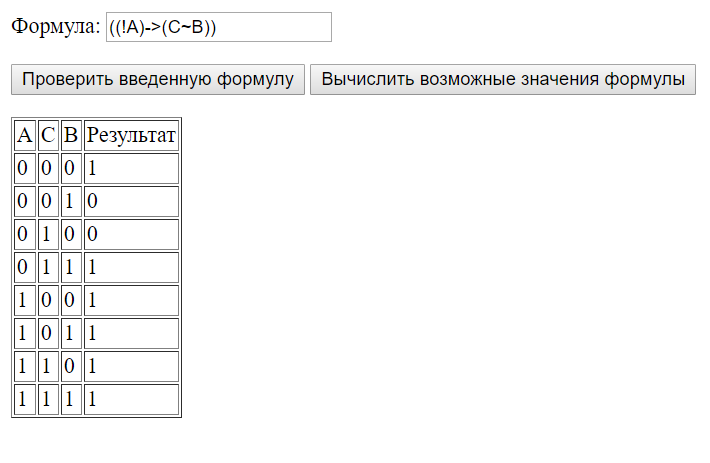 Формула: ((!A)->(C~B))
Проверить введенную формулу Вычислить возможные значения формулы
A C B Результат
0 0 0 1
0 0 1 0
0 1 0 0
0 1 1 1
1 0 0 1
1 0 1 1
1 1 0 1
1 1 1 1